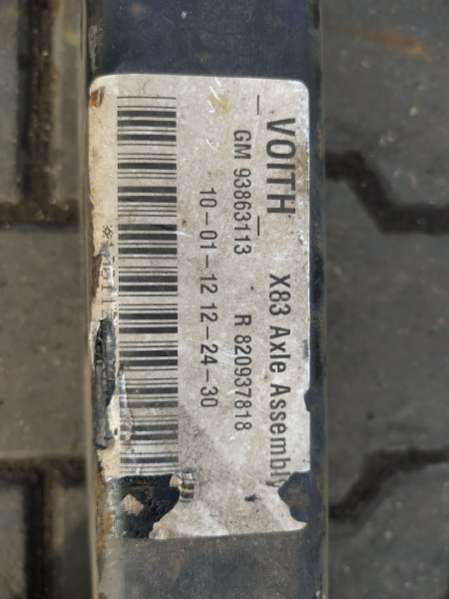 VOITH X83 Axle Assembly
GM 93863113 R 820937818
10-01-12 12-24-30